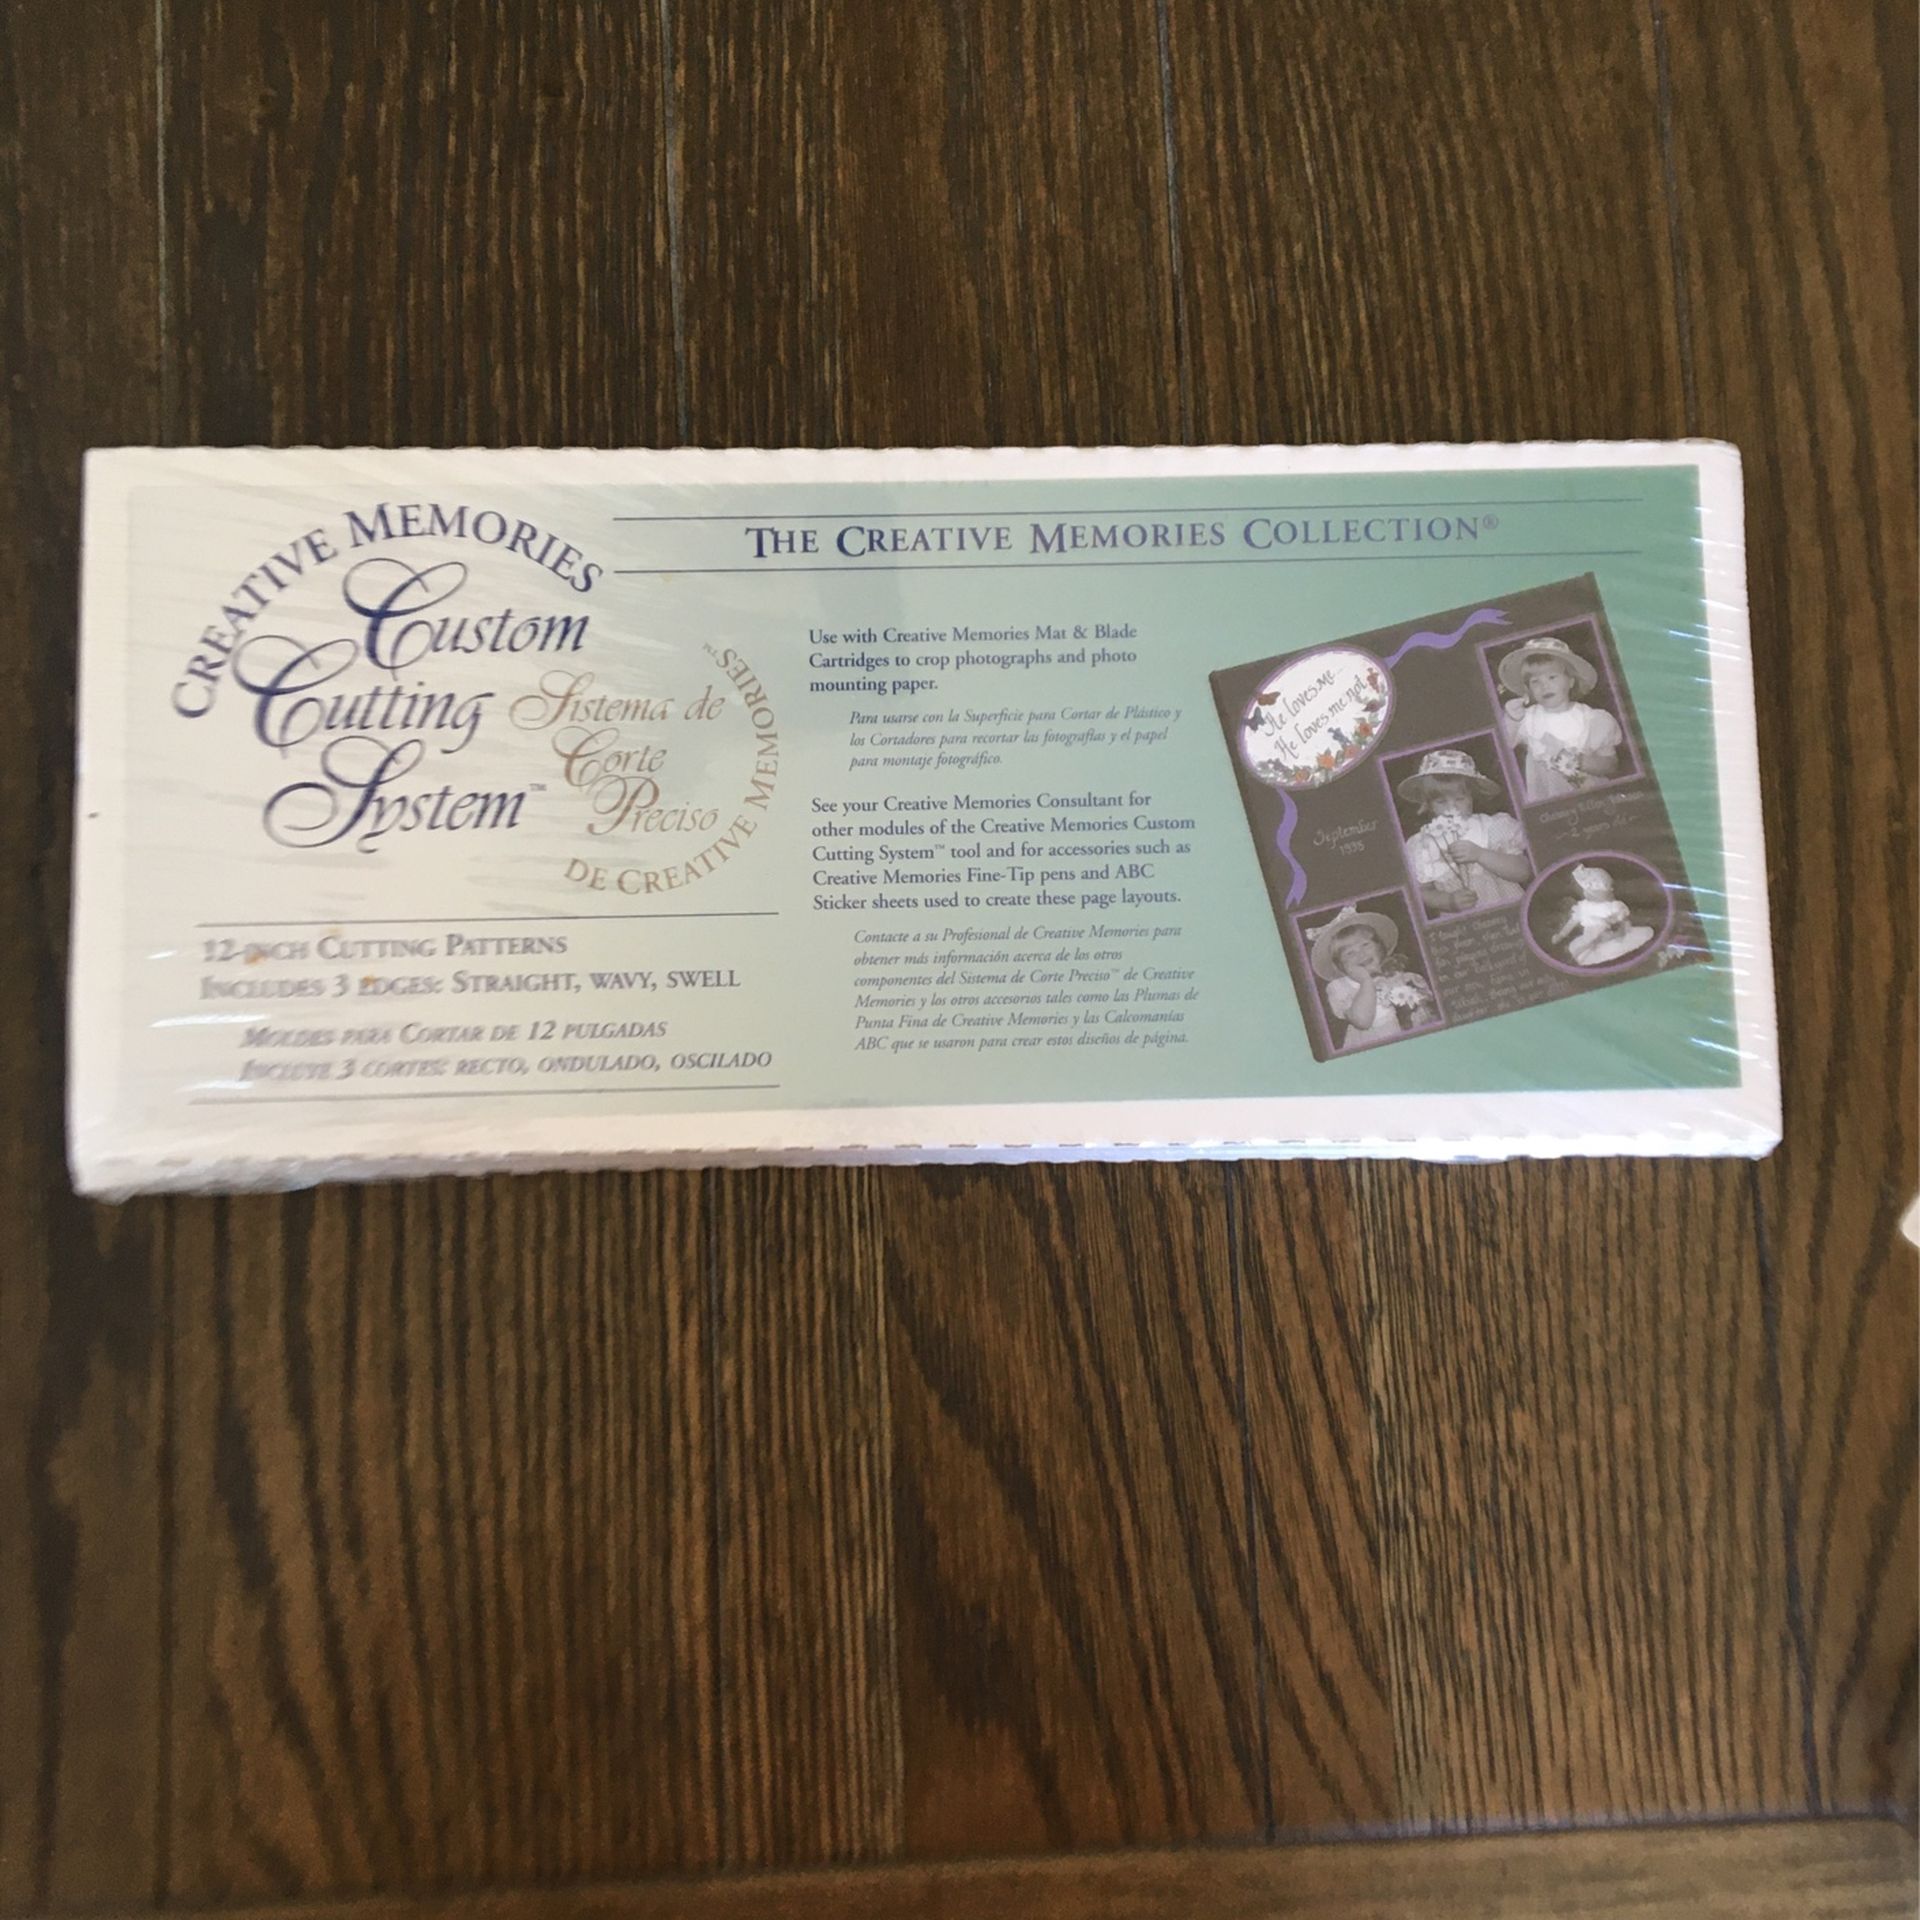 CREATIVE MEMORIES
Custom
Cutting
System™
Sistema de
Corte
Preciso
DE CREATIVE MEMORIES™
12-INCH CUTTING PATTERNS
INCLUDES 3 EDGES: STRAIGHT, WAVY, SWELL
MOLDES PARA CORTAR DE 12 PULGADAS
INCLUYE 3 CORTES: RECTO, ONDULADO, OSCILADO
THE CREATIVE MEMORIES COLLECTION®
Use with Creative Memories Mat & Blade
Cartridges to crop photographs and photo
mounting paper.
Para usarse con la Superficie para Cortar de Plástico y
los Cortadores para recortar las fotografías y el papel
para montaje fotográfico.
See your Creative Memories Consultant for
other modules of the Creative Memories Custom
Cutting System™ tool and for accessories such as
Creative Memories Fine-Tip pens and ABC
Sticker sheets used to create these page layouts.
Contacte a su Profesional de Creative Memories para
obtener más información acerca de los otros
componentes del Sistema de Corte Preciso™ de Creative
Memories y los otros accesorios tales como las Plumas de
Punta Fina de Creative Memories y las Calcomanías
ABC que se usaron para crear estos diseños de página.
He loves me...
He loves me not
September
1995
- 2 years old -